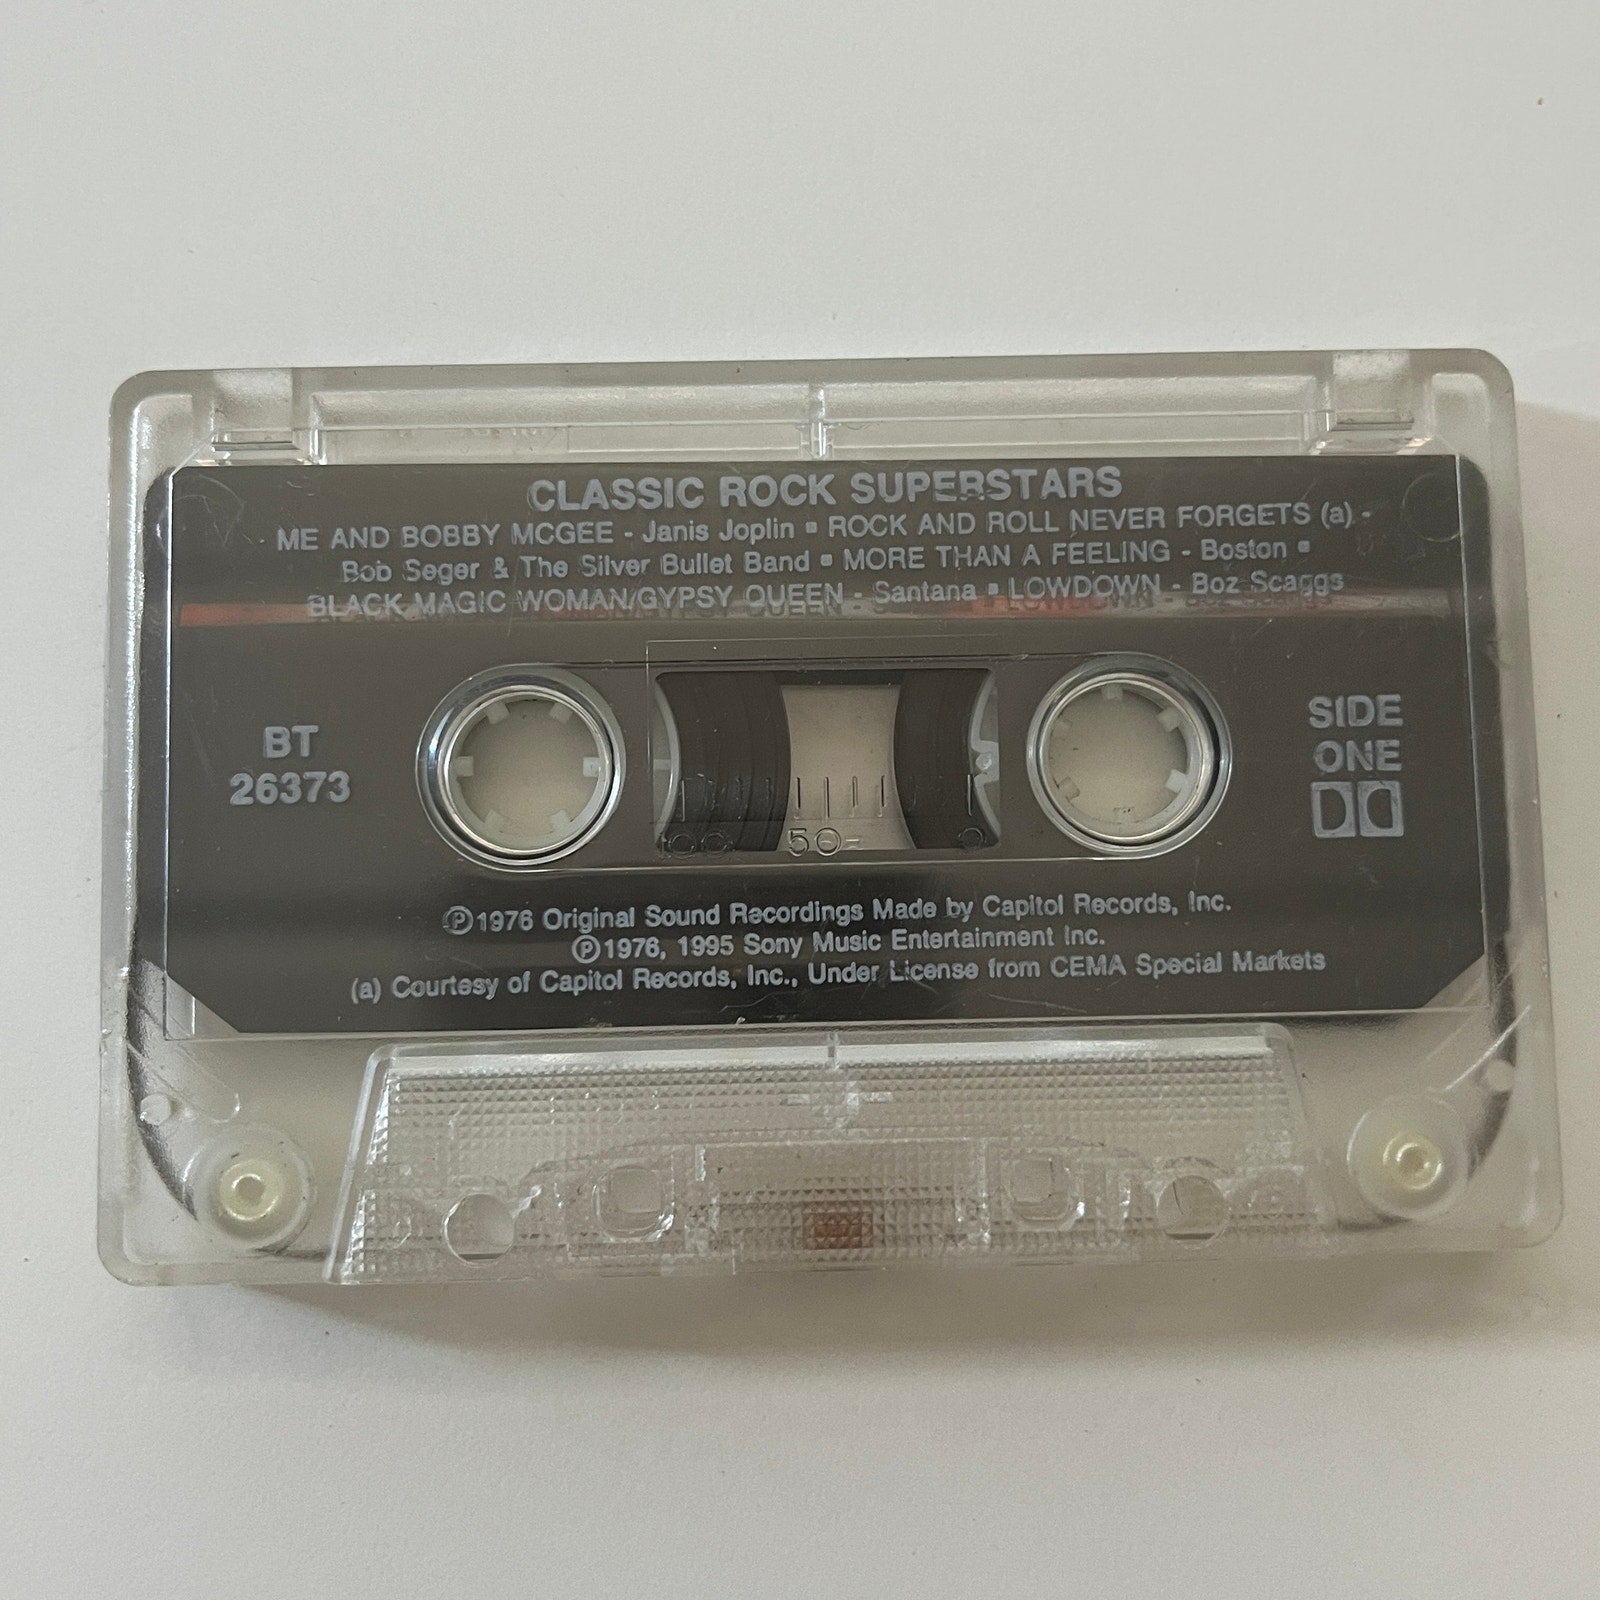 CLASSIC ROCK SUPERSTARS
ME AND BOBBY MCGEE - Janis Joplin ▪ ROCK AND ROLL NEVER FORGETS (a) -
Bob Seger & The Silver Bullet Band ▪ MORE THAN A FEELING - Boston ▪
BLACK MAGIC WOMAN/GYPSY QUEEN - Santana ▪ LOWDOWN - Boz Scaggs
BT
26373
SIDE
ONE
100 50 0
Ⓟ1976 Original Sound Recordings Made by Capitol Records, Inc.
Ⓟ1976, 1995 Sony Music Entertainment Inc.
(a) Courtesy of Capitol Records, Inc., Under License from CEMA Special Markets